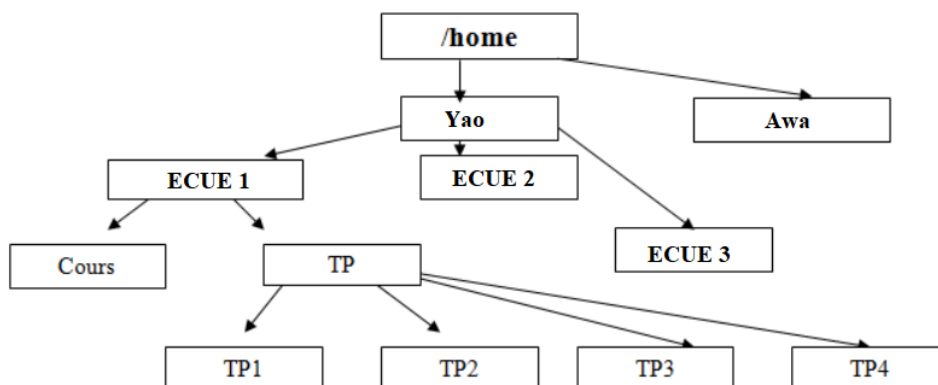 /home
Yao
Awa
ECUE 1
ECUE 2
ECUE 3
Cours
TP
TP1
TP2
TP3
TP4